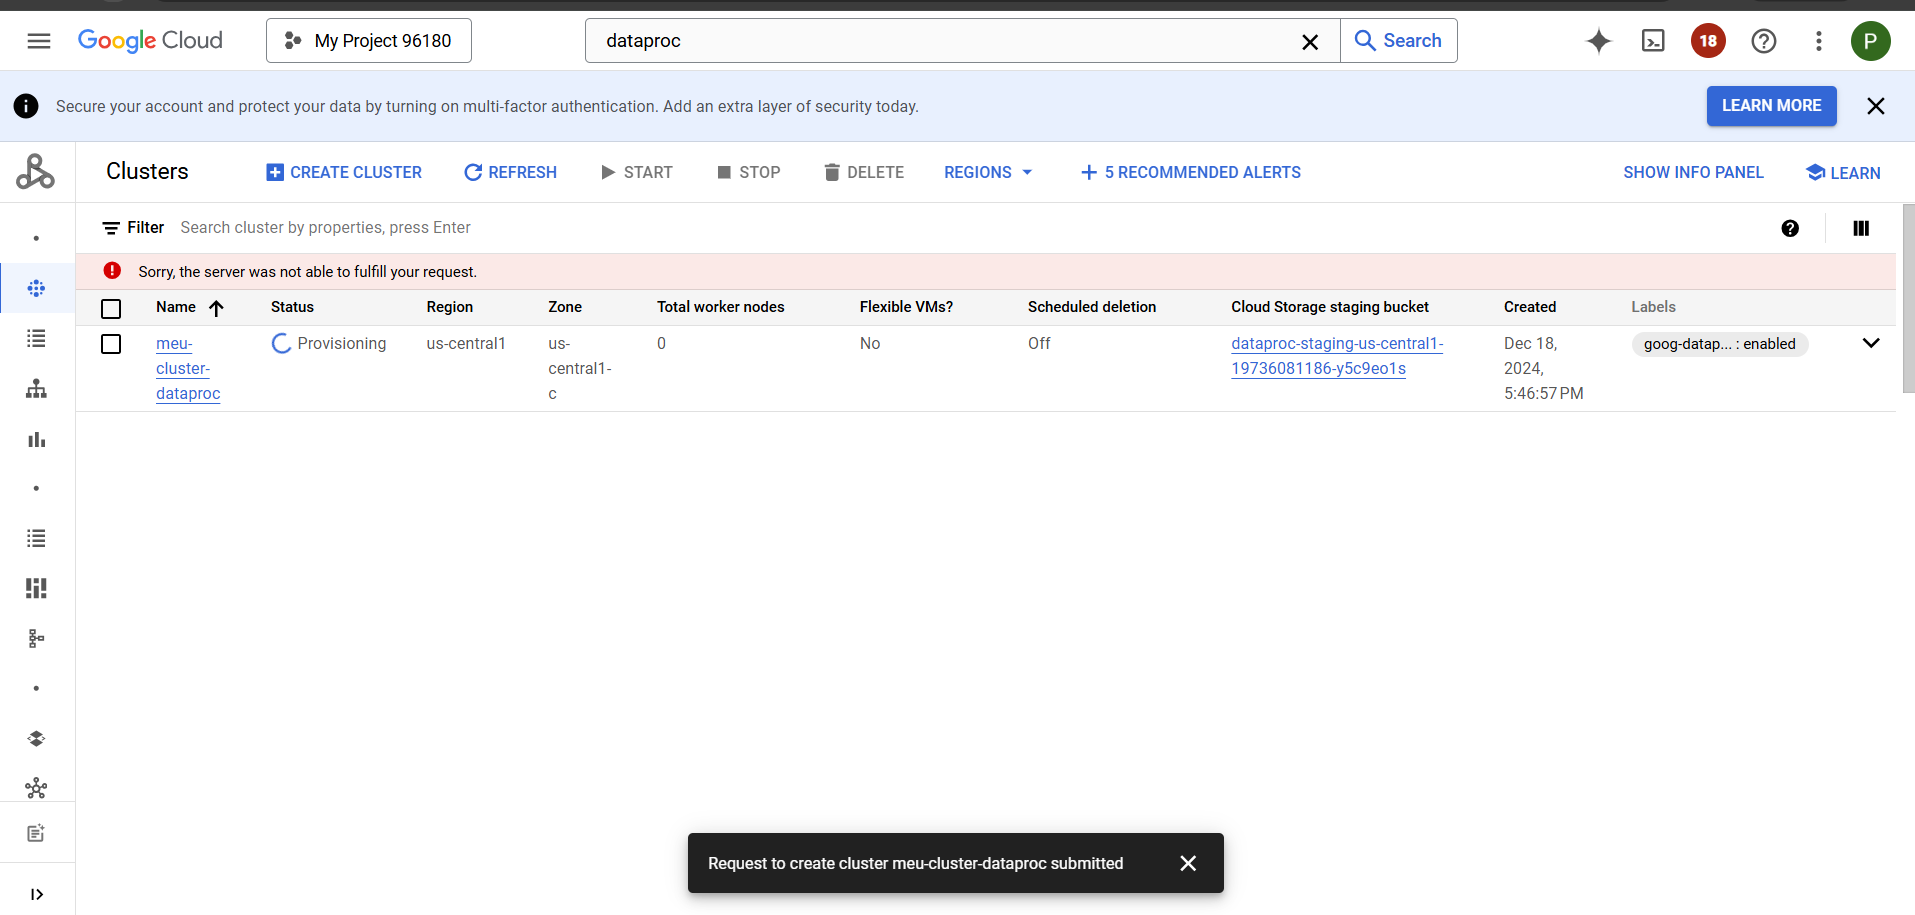 Google Cloud
My Project 96180
dataproc
Search
18
P
Secure your account and protect your data by turning on multi-factor authentication. Add an extra layer of security today.
LEARN MORE
Clusters
CREATE CLUSTER
REFRESH
START
STOP
DELETE
REGIONS
5 RECOMMENDED ALERTS
SHOW INFO PANEL
LEARN
Filter
Search cluster by properties, press Enter
Sorry, the server was not able to fulfill your request.
Name
Status
Region
Zone
Total worker nodes
Flexible VMs?
Scheduled deletion
Cloud Storage staging bucket
Created
Labels
meu-
cluster-
dataproc
Provisioning
us-central1
us-
central1-
c
0
No
Off
dataproc-staging-us-central1-
19736081186-y5c9eo1s
Dec 18,
2024,
5:46:57 PM
goog-datap... : enabled
Request to create cluster meu-cluster-dataproc submitted